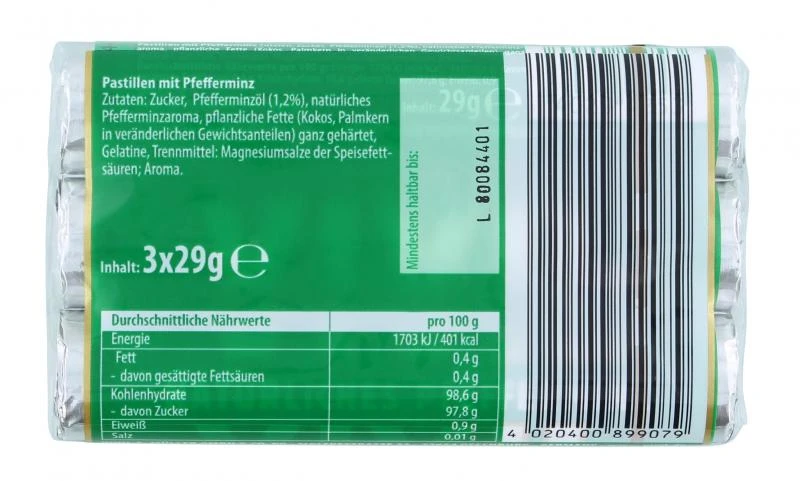 Pastillen mit Pfefferminz
Zutaten: Zucker, Pfefferminzöl (1,2%), natürliches
Pfefferminzaroma, pflanzliche Fette (Kokos, Palmkern
in veränderlichen Gewichtsanteilen) ganz gehärtet,
Gelatine, Trennmittel: Magnesiumsalze der Speisefett-
säuren; Aroma.
Inhalt: 3x29g ℮
Inhalt: 29g ℮
Mindestens haltbar bis:
L 80084401
Durchschnittliche Nährwerte pro 100 g
Energie 1703 kJ / 401 kcal
Fett 0,4 g
- davon gesättigte Fettsäuren 0,4 g
Kohlenhydrate 98,6 g
- davon Zucker 97,8 g
Eiweiß 0,9 g
Salz 0,01 g
4 020400 899079